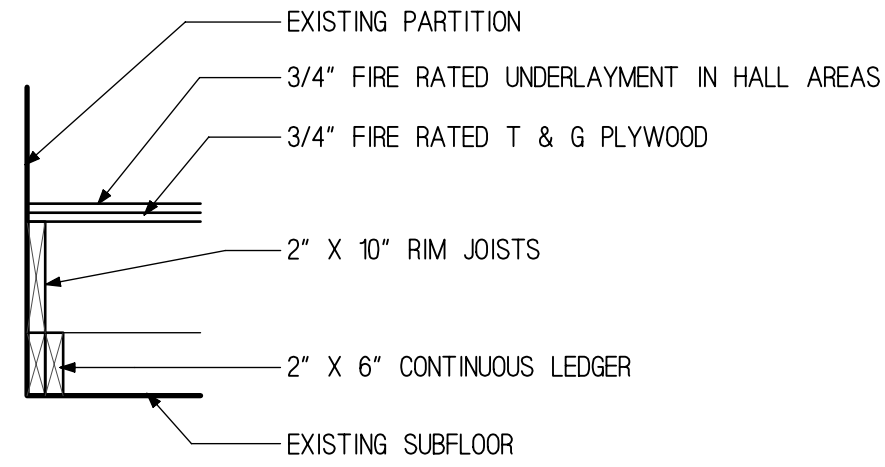 EXISTING PARTITION
3/4" FIRE RATED UNDERLAYMENT IN HALL AREAS
3/4" FIRE RATED T & G PLYWOOD
2" X 10" RIM JOISTS
2" X 6" CONTINUOUS LEDGER
EXISTING SUBFLOOR